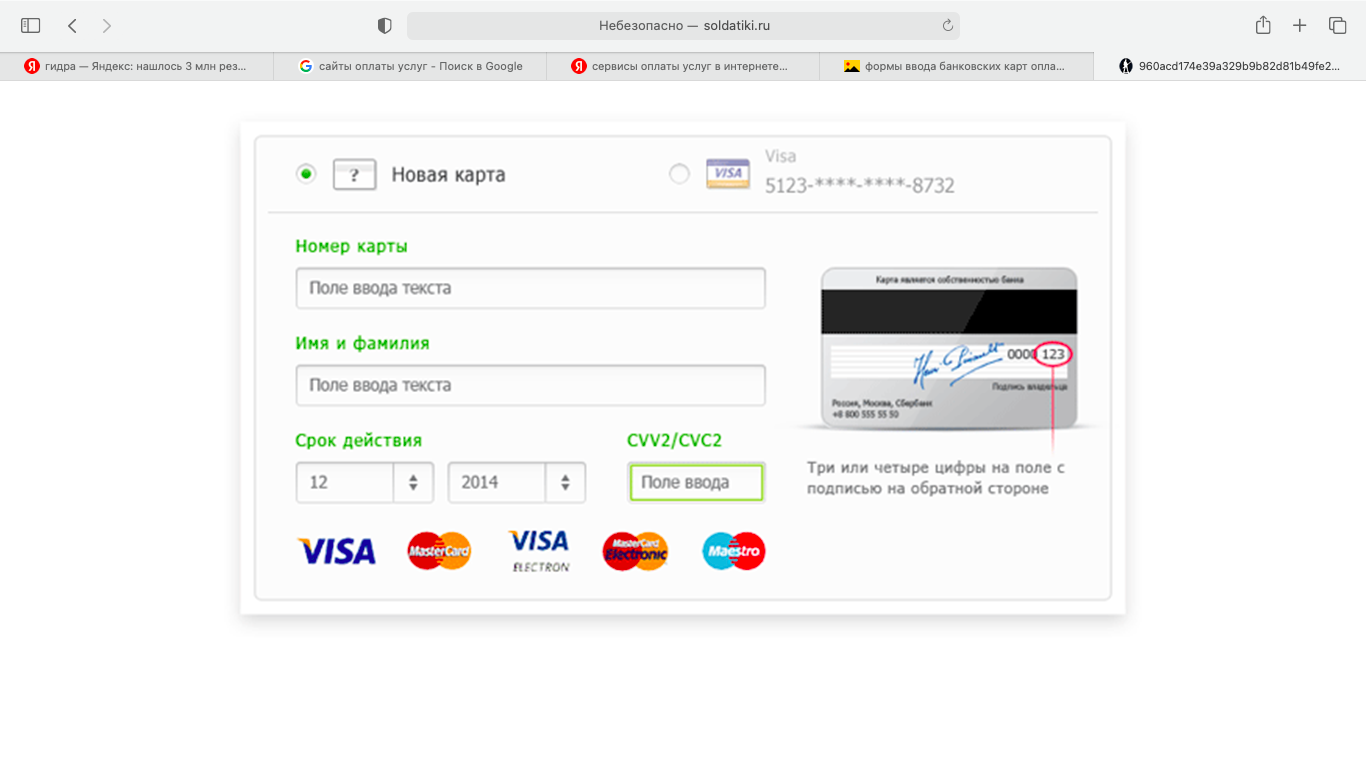 Небезопасно — soldatiki.ru
гидра — Яндекс: нашлось 3 млн рез...
сайты оплаты услуг - Поиск в Google
сервисы оплаты услуг в интернете...
формы ввода банковских карт опла...
960acd174e39a329b9b82d81b49fe2...
? Новая карта
VISA
Visa
5123-****-****-8732
Номер карты
Поле ввода текста
Имя и фамилия
Поле ввода текста
Срок действия
CVV2/CVC2
12
2014
Поле ввода
Карта является собственностью банка
0000 123
Подпись владельца
Россия, Москва, Сбербанк
+8 800 555 55 50
Три или четыре цифры на поле с
подписью на обратной стороне
VISA
MasterCard
VISA
ELECTRON
MasterCard
Electronic
Maestro